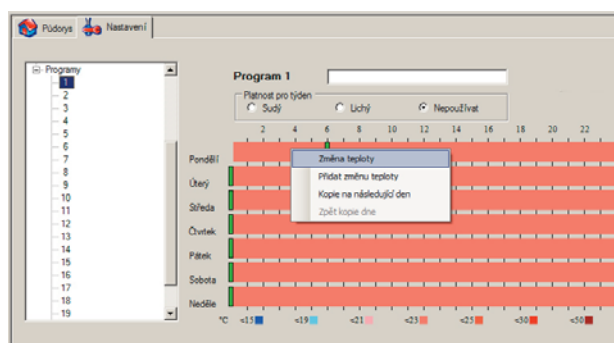 Půdorys Nastavení
Programy
1
2
3
4
5
6
7
8
9
10
11
12
13
14
15
16
17
18
19
Program 1
Platnost pro týden
Sudý Lichý Nepoužívat
2 4 6 8 10 12 14 16 18 20 22
Pondělí
Úterý
Středa
Čtvrtek
Pátek
Sobota
Neděle
Změna teploty
Přidat změnu teploty
Kopie na následující den
Zpět kopie dne
°C <15 <19 <21 <23 <25 <30 <50